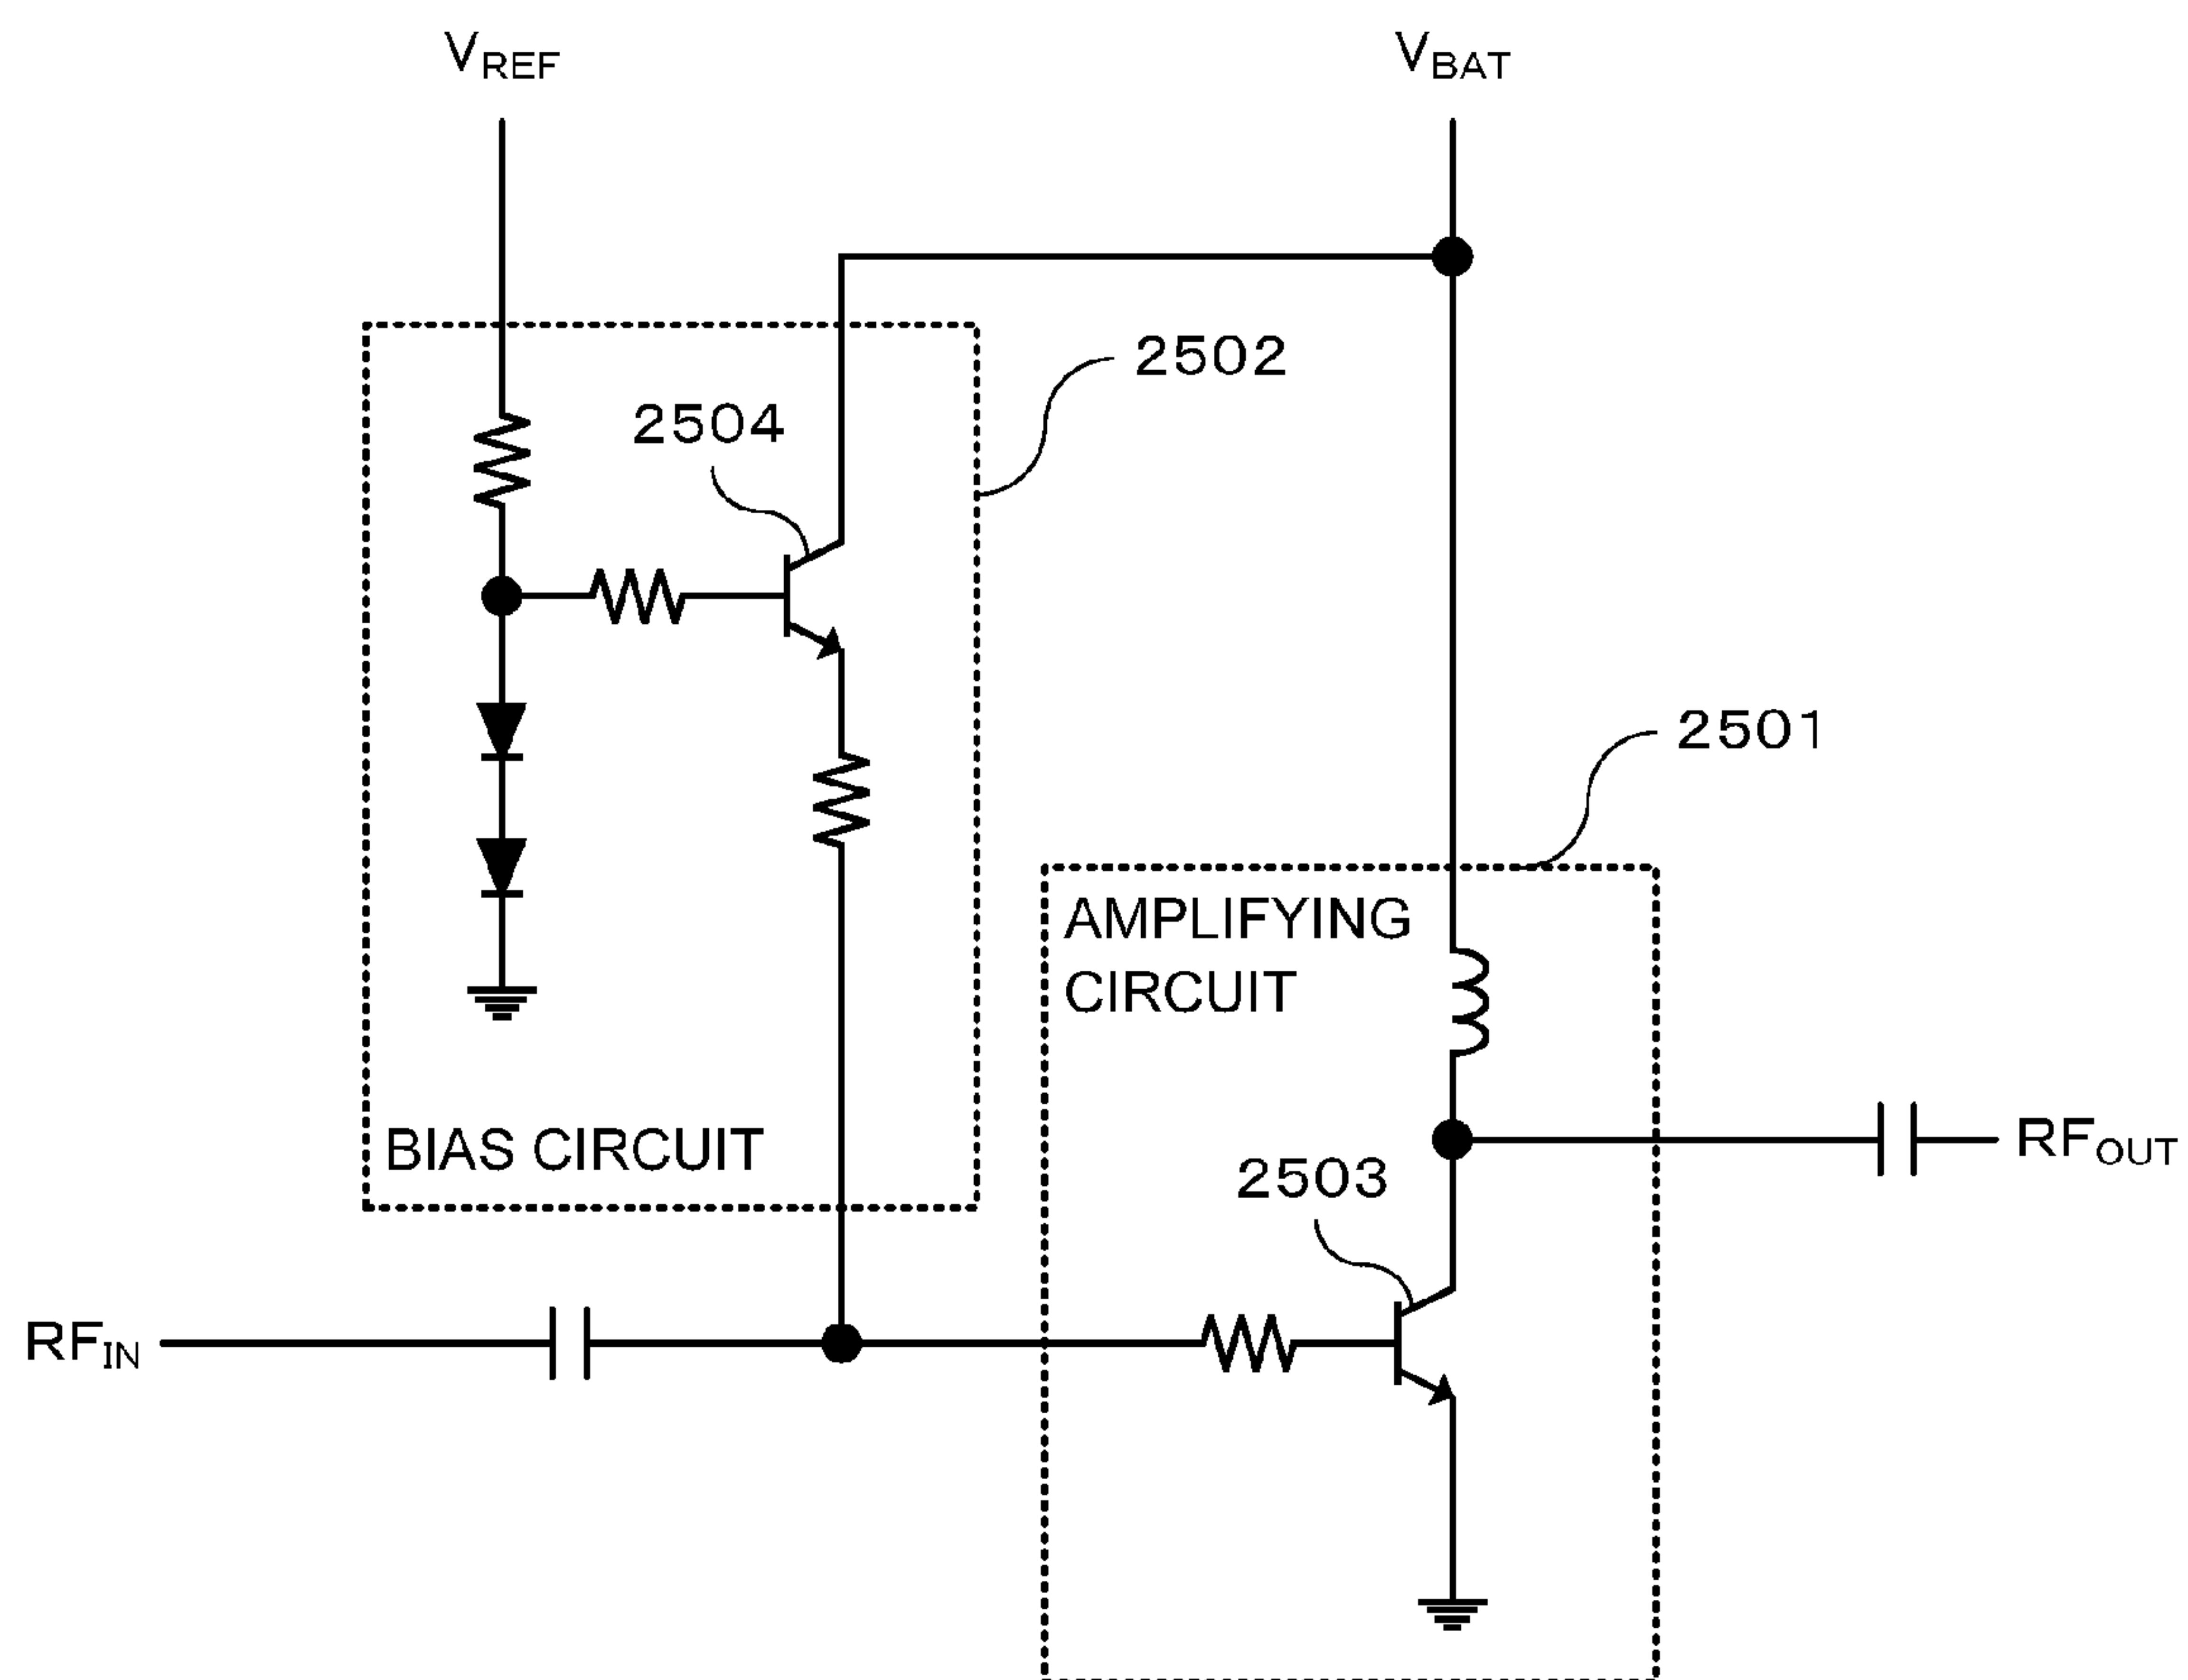 VREF
VBAT
2502
2504
2501
AMPLIFYING
CIRCUIT
RFOUT
BIAS CIRCUIT
2503
RFIN